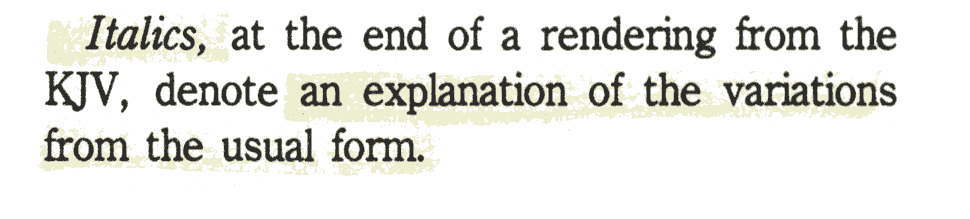 Italics, at the end of a rendering from the
KJV, denote an explanation of the variations
from the usual form.